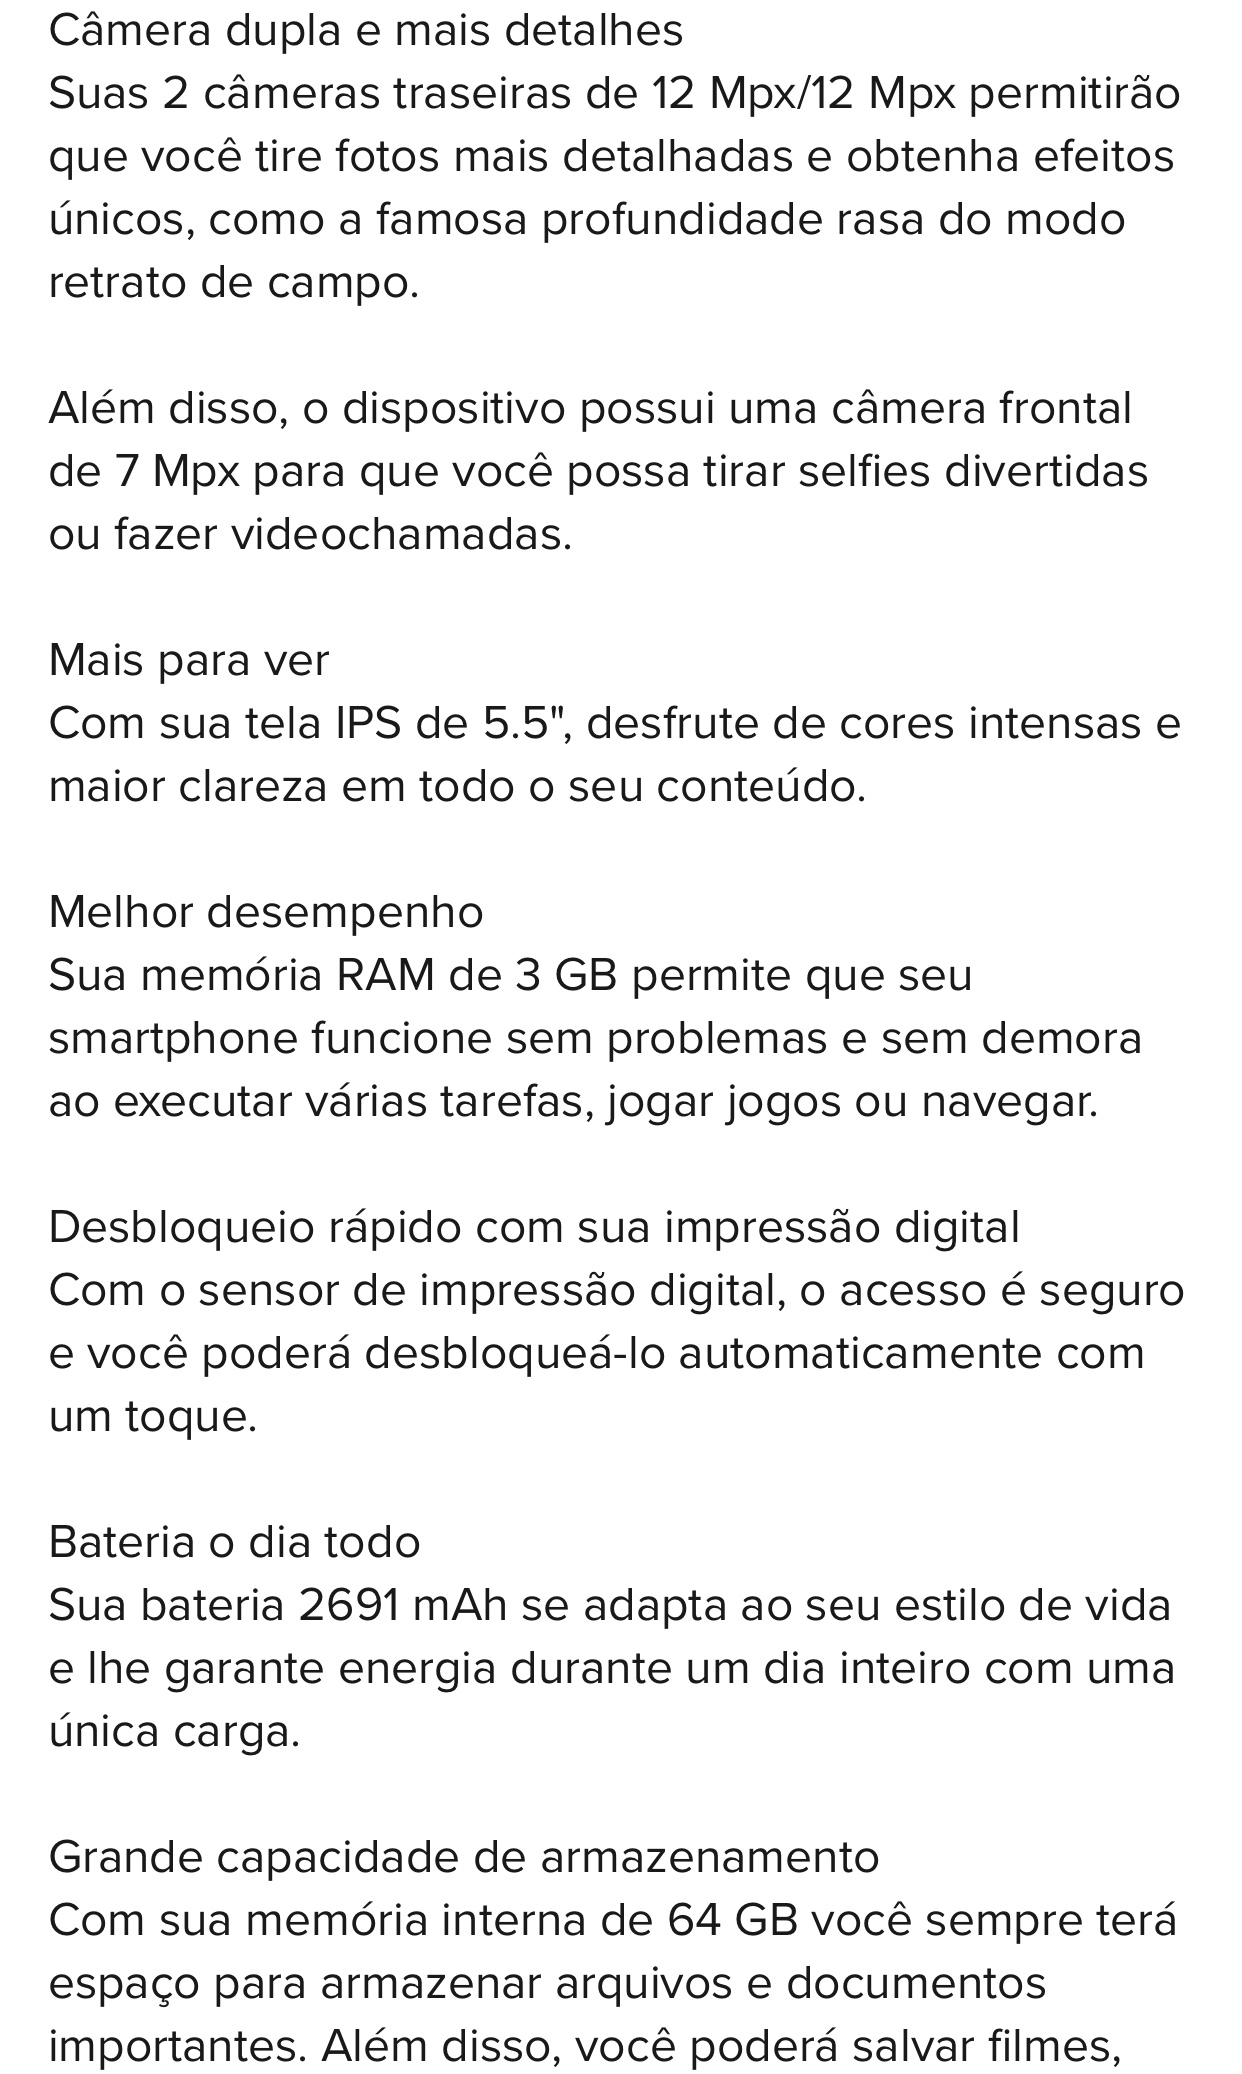 Câmera dupla e mais detalhes
Suas 2 câmeras traseiras de 12 Mpx/12 Mpx permitirão
que você tire fotos mais detalhadas e obtenha efeitos
únicos, como a famosa profundidade rasa do modo
retrato de campo.
Além disso, o dispositivo possui uma câmera frontal
de 7 Mpx para que você possa tirar selfies divertidas
ou fazer videochamadas.
Mais para ver
Com sua tela IPS de 5.5", desfrute de cores intensas e
maior clareza em todo o seu conteúdo.
Melhor desempenho
Sua memória RAM de 3 GB permite que seu
smartphone funcione sem problemas e sem demora
ao executar várias tarefas, jogar jogos ou navegar.
Desbloqueio rápido com sua impressão digital
Com o sensor de impressão digital, o acesso é seguro
e você poderá desbloqueá-lo automaticamente com
um toque.
Bateria o dia todo
Sua bateria 2691 mAh se adapta ao seu estilo de vida
e lhe garante energia durante um dia inteiro com uma
única carga.
Grande capacidade de armazenamento
Com sua memória interna de 64 GB você sempre terá
espaço para armazenar arquivos e documentos
importantes. Além disso, você poderá salvar filmes,